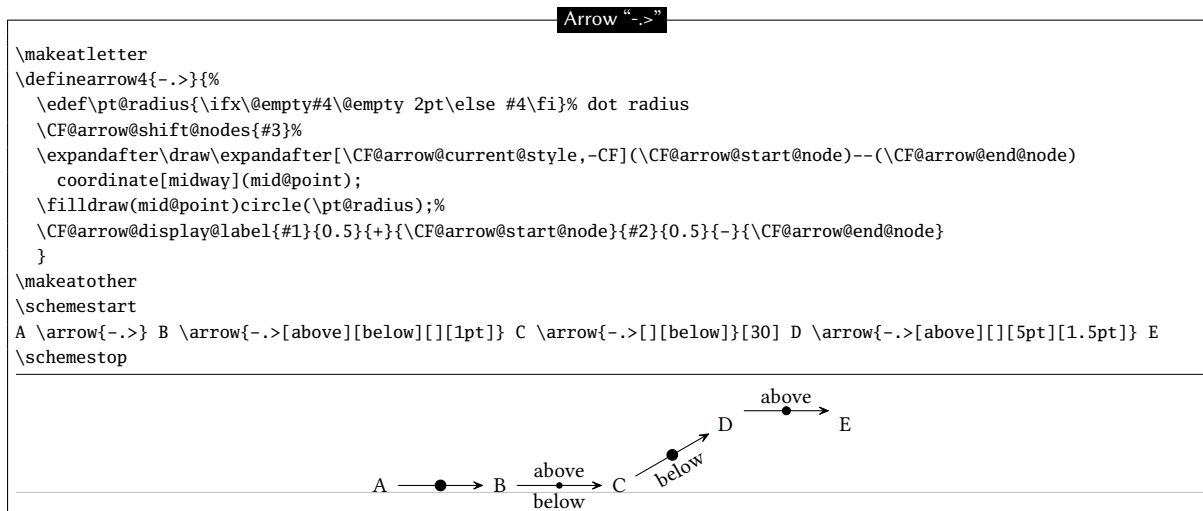 Arrow “-.>”
\makeatletter
\definearrow4{-.>}{%
  \edef\pt@radius{\ifx\@empty#4\@empty 2pt\else #4\fi}% dot radius
  \CF@arrow@shift@nodes{#3}%
  \expandafter\draw\expandafter[\CF@arrow@current@style,-CF](\CF@arrow@start@node)--(\CF@arrow@end@node)
    coordinate[midway](mid@point);
  \filldraw(mid@point)circle(\pt@radius);%
  \CF@arrow@display@label{#1}{0.5}{+}{\CF@arrow@start@node}{#2}{0.5}{-}{\CF@arrow@end@node}
  }
\makeatother
\schemestart
A \arrow{-.>} B \arrow{-.>[above][below][][1pt]} C \arrow{-.>[][below]}[30] D \arrow{-.>[above][][5pt][1.5pt]} E
\schemestop
above
D E
below
above
A B C
below